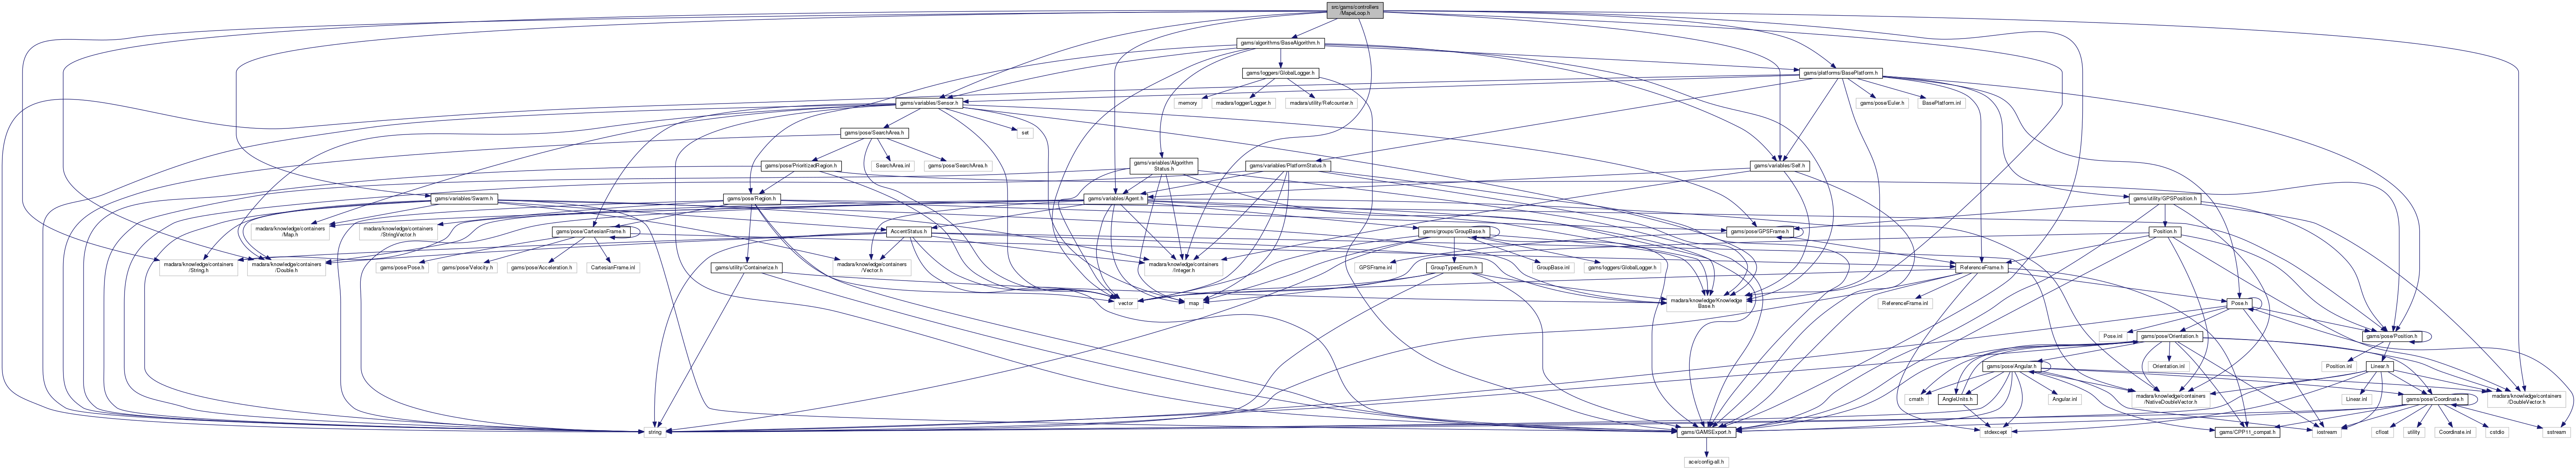 src/gams/controllers
/MapeLoop.h
gams/algorithms/BaseAlgorithm.h
gams/loggers/GlobalLogger.h
gams/platforms/BasePlatform.h
gams/variables/Sensor.h
memory
madara/logger/Logger.h
madara/utility/Refcounter.h
gams/pose/Euler.h
BasePlatform.inl
gams/pose/SearchArea.h
set
gams/pose/PrioritizedRegion.h
SearchArea.inl
gams/pose/SearchArea.h
gams/variables/Algorithm
Status.h
gams/variables/PlatformStatus.h
gams/variables/Self.h
gams/variables/Swarm.h
gams/pose/Region.h
gams/variables/Agent.h
gams/utility/GPSPosition.h
madara/knowledge/containers
/Map.h
madara/knowledge/containers
/StringVector.h
gams/pose/CartesianFrame.h
AccentStatus.h
gams/groups/GroupBase.h
gams/pose/GPSFrame.h
Position.h
madara/knowledge/containers
/String.h
madara/knowledge/containers
/Double.h
gams/pose/Pose.h
gams/pose/Velocity.h
gams/pose/Acceleration.h
CartesianFrame.inl
gams/utility/Containerize.h
madara/knowledge/containers
/Vector.h
madara/knowledge/containers
/Integer.h
GPSFrame.inl
GroupTypesEnum.h
GroupBase.inl
gams/loggers/GlobalLogger.h
ReferenceFrame.h
vector
map
madara/knowledge/Knowledge
Base.h
ReferenceFrame.inl
Pose.h
Pose.inl
gams/pose/Orientation.h
gams/pose/Position.h
gams/pose/Angular.h
Orientation.inl
Position.inl
Linear.h
cmath
AngleUnits.h
Angular.inl
madara/knowledge/containers
/NativeDoubleVector.h
Linear.inl
gams/pose/Coordinate.h
madara/knowledge/containers
/DoubleVector.h
string
gams/GAMSExport.h
stdexcept
gams/CPP11_compat.h
iostream
cfloat
utility
Coordinate.inl
cstdio
sstream
ace/config-all.h